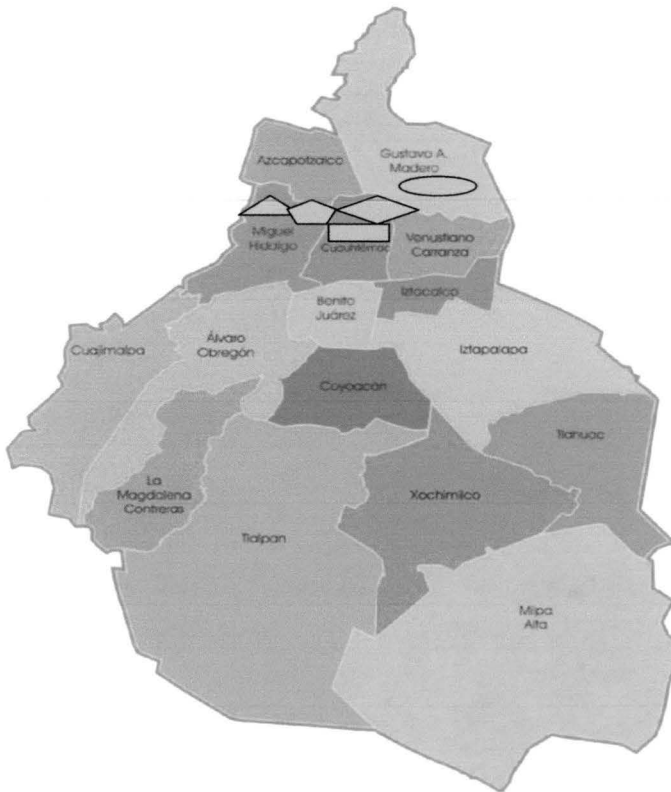 Azcapotzalco
Gustavo A.
Madero
Miguel
Hidalgo
Cuauhtémoc
Venustiano
Carranza
Iztacalco
Benito
Juárez
Cuajimalpa
Álvaro
Obregón
Iztapalapa
Coyoacán
Tlahuac
La
Magdalena
Contreras
Xochimilco
Tlalpan
Milpa
Alta